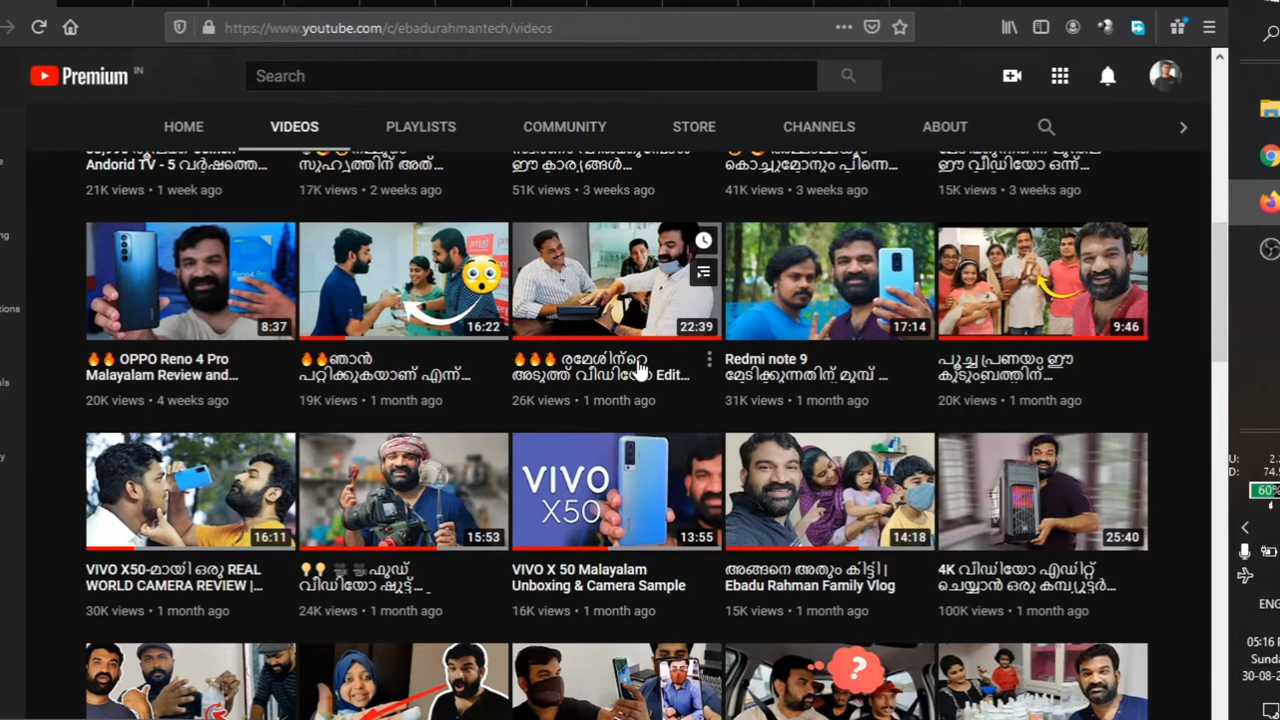 https://www.youtube.com/c/ebadurahmantech/videos
Premium IN
Search
HOME VIDEOS PLAYLISTS COMMUNITY STORE CHANNELS ABOUT
Andorid TV - 5 വർഷത്തെ...
സുഹൃത്തിന് അത്...
ഈ കാര്യങ്ങൾ...
കൊച്ചുമോനും പിന്നെ...
ഈ വീഡിയോ ഒന്ന്...
21K views • 1 week ago
17K views • 2 weeks ago
51K views • 3 weeks ago
41K views • 3 weeks ago
15K views • 3 weeks ago
8:37
16:22
22:39
17:14
9:46
🔥🔥 OPPO Reno 4 Pro
Malayalam Review and...
🔥🔥ഞാൻ
പറ്റിക്കുകയാണ് എന്ന്...
🔥🔥🔥 രമേശിന്റെ
അടുത്ത് വീഡിയോ Edit...
Redmi note 9
മേടിക്കുന്നതിന് മുമ്പ് ...
പൂച്ച പ്രണയം ഈ
കുടുംബത്തിന്...
20K views • 4 weeks ago
19K views • 1 month ago
26K views • 1 month ago
31K views • 1 month ago
20K views • 1 month ago
VIVO
X50
16:11
15:53
13:55
14:18
25:40
VIVO X50-മായി ഒരു REAL
WORLD CAMERA REVIEW |...
👇👇 🎥🎥 ഫുഡ്
വീഡിയോ ഷൂട്ട്...
VIVO X 50 Malayalam
Unboxing & Camera Sample
അങ്ങനെ അതും കിട്ടി |
Ebadu Rahman Family Vlog
4K വീഡിയോ എഡിറ്റ്
ചെയ്യാൻ ഒരു കമ്പ്യൂട്ടർ...
30K views • 1 month ago
24K views • 1 month ago
16K views • 1 month ago
15K views • 1 month ago
100K views • 1 month ago
?
60%
ENG
05:16 P
Sunda
30-08-2